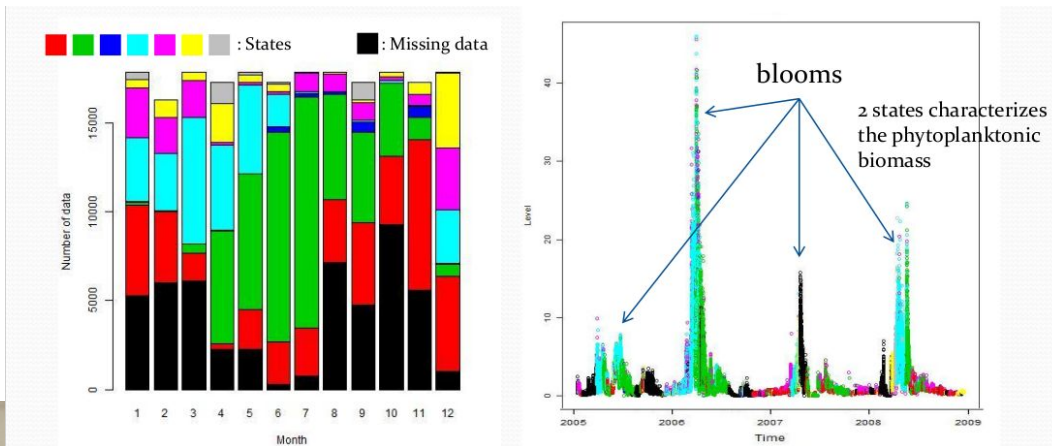 : States
: Missing data
Number of data
15000
10000
5000
0
1 2 3 4 5 6 7 8 9 10 11 12
Month
blooms
2 states characterizes
the phytoplanktonic
biomass
Level
40
30
20
10
0
2005 2006 2007 2008 2009
Time